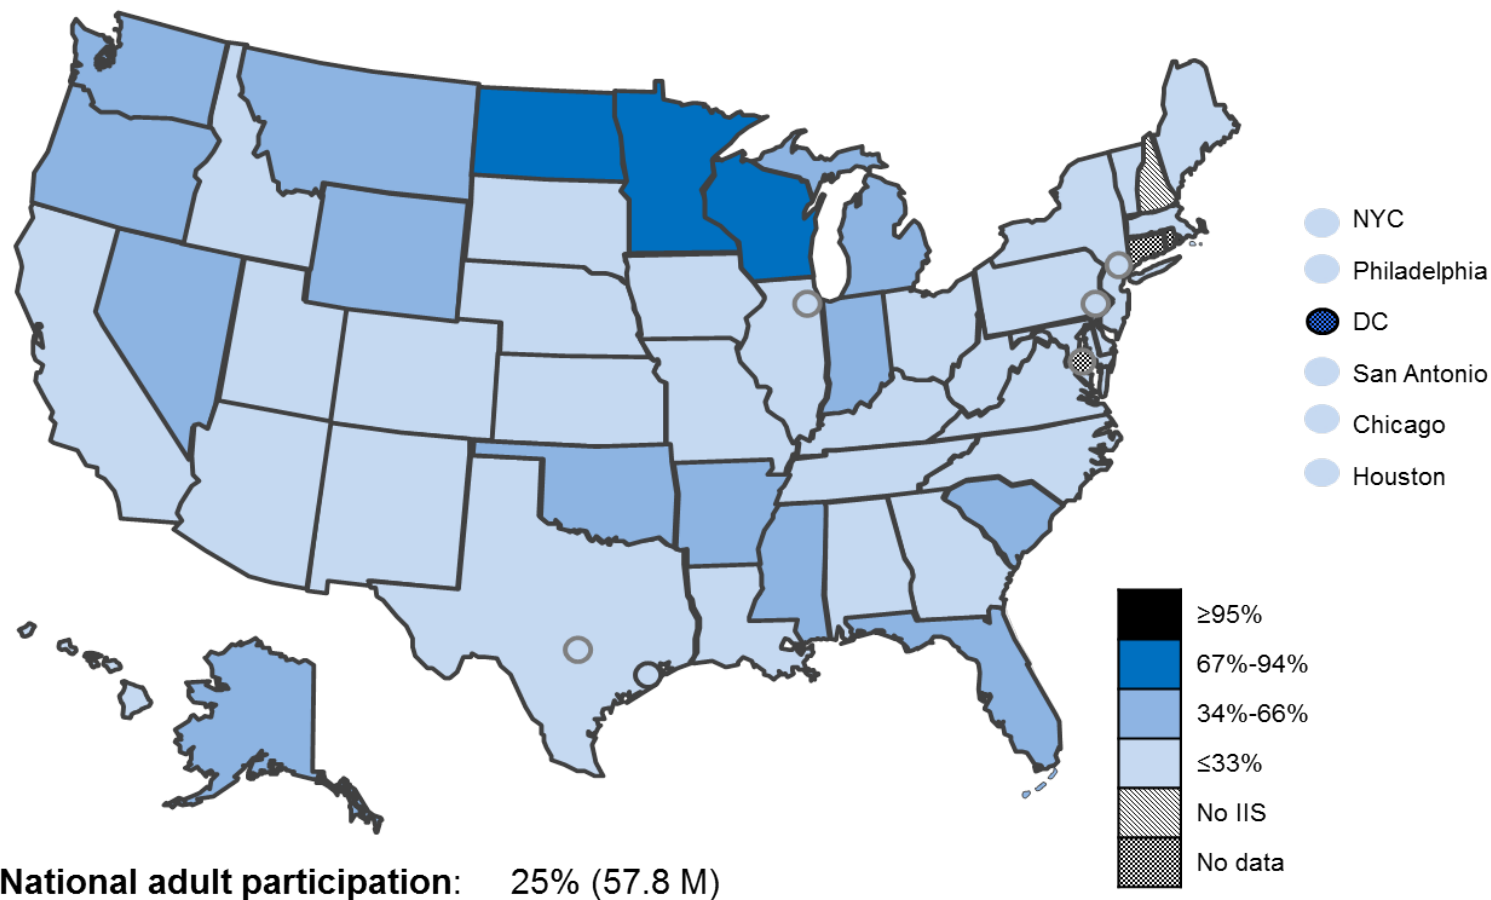 NYC
Philadelphia
DC
San Antonio
Chicago
Houston
≥95%
67%-94%
34%-66%
≤33%
No IIS
No data
National adult participation: 25% (57.8 M)